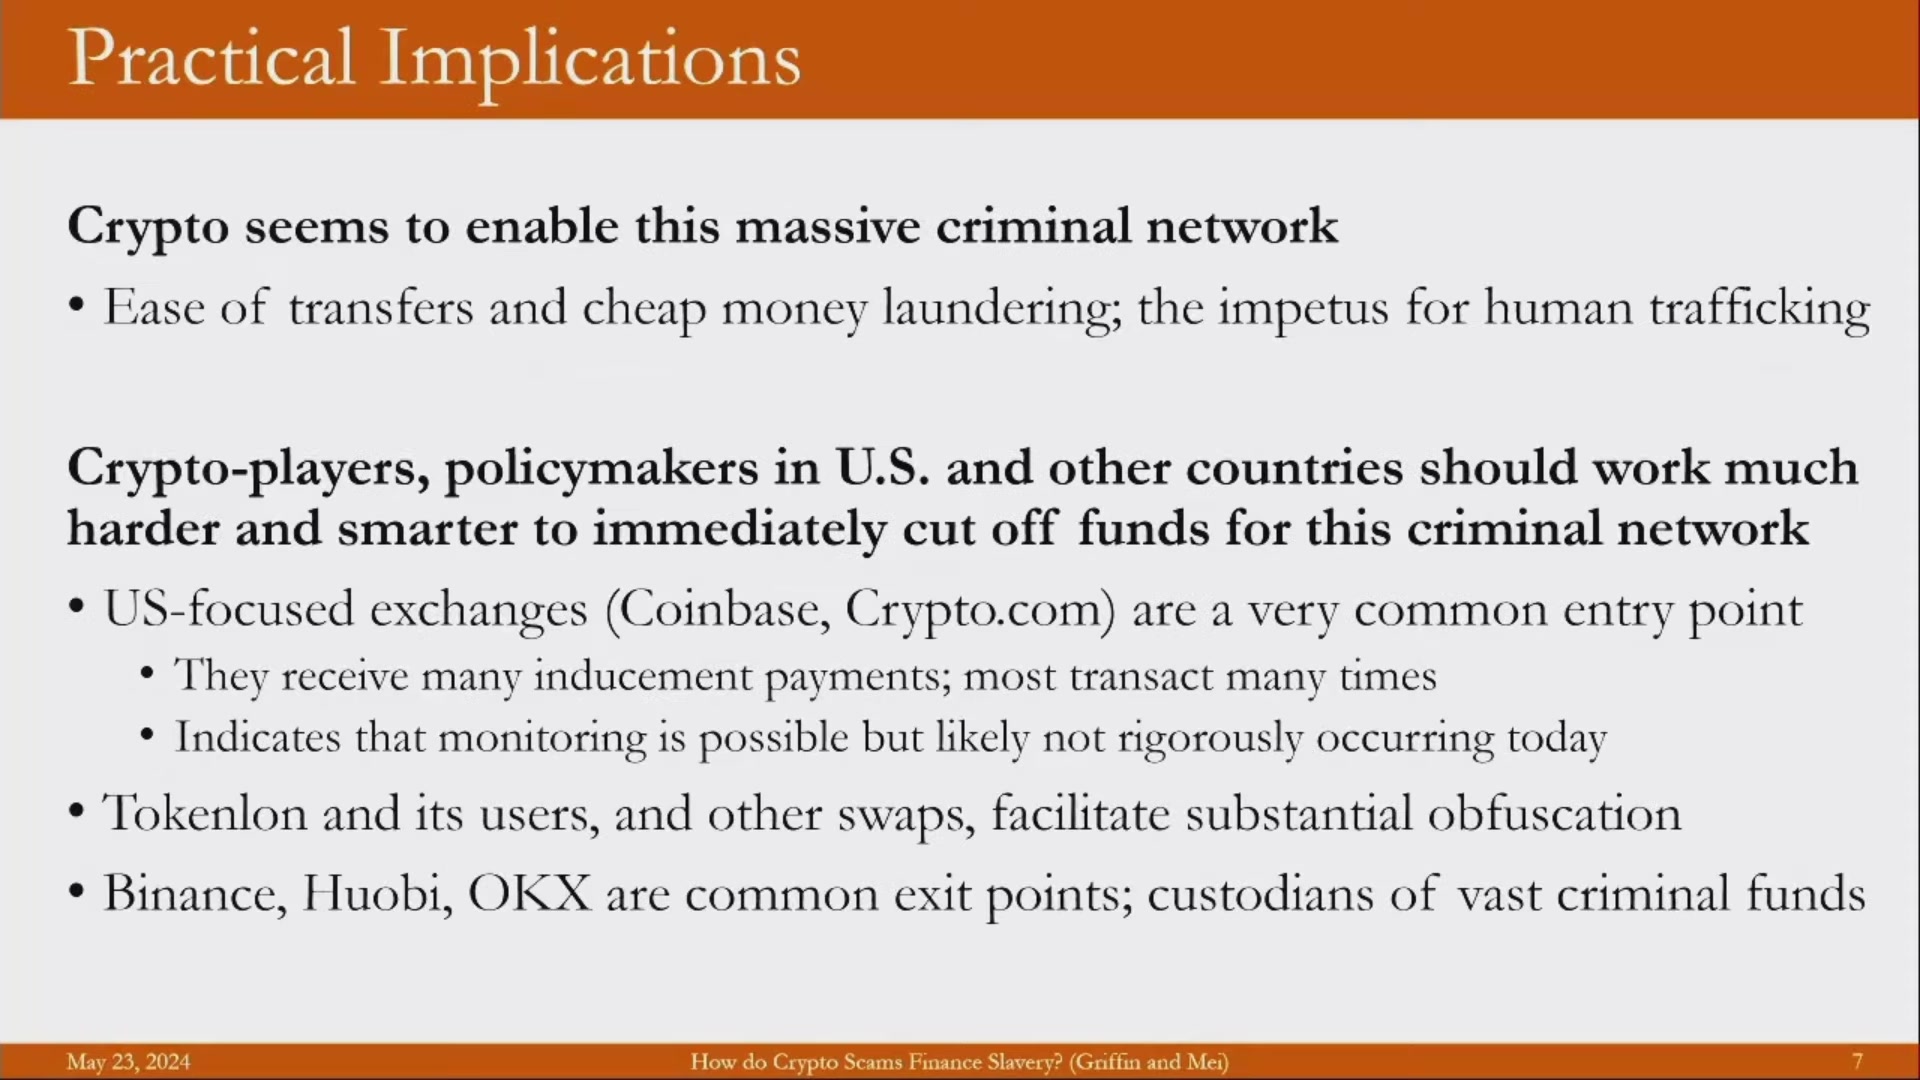 Practical Implications
Crypto seems to enable this massive criminal network
• Ease of transfers and cheap money laundering; the impetus for human trafficking
Crypto-players, policymakers in U.S. and other countries should work much
harder and smarter to immediately cut off funds for this criminal network
• US-focused exchanges (Coinbase, Crypto.com) are a very common entry point
• They receive many inducement payments; most transact many times
• Indicates that monitoring is possible but likely not rigorously occurring today
• Tokenlon and its users, and other swaps, facilitate substantial obfuscation
• Binance, Huobi, OKX are common exit points; custodians of vast criminal funds
May 23, 2024
How do Crypto Scams Finance Slavery? (Griffin and Mei)
7